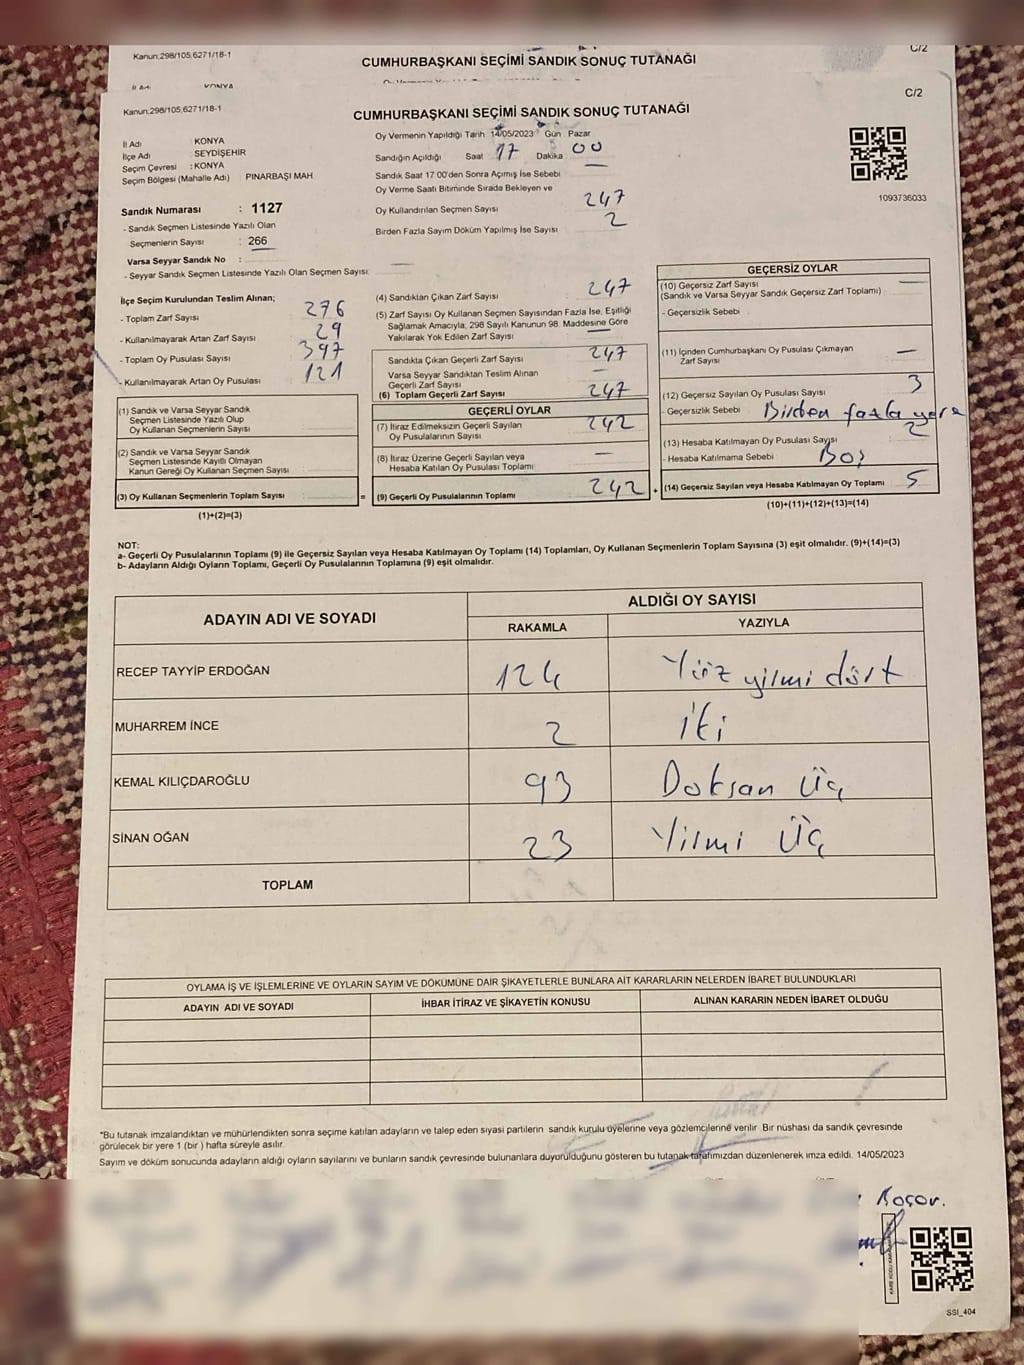 Kanun;298/105;6271/18-1
CUMHURBAŞKANI SEÇİMİ SANDIK SONUÇ TUTANAĞI
C/2
İl Adı
KONYA
Kanun;298/105;6271/18-1
CUMHURBAŞKANI SEÇİMİ SANDIK SONUÇ TUTANAĞI
C/2
İl Adı : KONYA
İlçe Adı : SEYDİŞEHİR
Seçim Çevresi : KONYA
Seçim Bölgesi (Mahalle Adı) : PINARBAŞI MAH.
Oy Vermenin Yapıldığı Tarih 14/05/2023 Gün Pazar
Sandığın Açıldığı Saat 17 Dakika 00
Sandık Saat 17:00'den Sonra Açımış İse Sebebi —
Oy Verme Saati Bitiminde Sırada Bekleyen ve
Oy Kullandırılan Seçmen Sayısı 247
Birden Fazla Sayım Döküm Yapılmış İse Sayısı 2
1093736033
Sandık Numarası : 1127
- Sandık Seçmen Listesinde Yazılı Olan
Seçmenlerin Sayısı : 266
Varsa Seyyar Sandık No :
- Seyyar Sandık Seçmen Listesinde Yazılı Olan Seçmen Sayısı: —
İlçe Seçim Kurulundan Teslim Alınan;
- Toplam Zarf Sayısı 276
- Kullanılmayarak Artan Zarf Sayısı 29
- Toplam Oy Pusulası Sayısı 397
- Kullanılmayarak Artan Oy Pusulası 121
(1) Sandık ve Varsa Seyyar Sandık
Seçmen Listesinde Yazılı Olup
Oy Kullanan Seçmenlerin Sayısı
(2) Sandık ve Varsa Seyyar Sandık
Seçmen Listesinde Kayıtlı Olmayan
Kanun Gereği Oy Kullanan Seçmen Sayısı
(3) Oy Kullanan Seçmenlerin Toplam Sayısı =
(1)+(2)=(3)
(4) Sandıktan Çıkan Zarf Sayısı 247
(5) Zarf Sayısı Oy Kullanan Seçmen Sayısından Fazla İse, Eşitliği
Sağlamak Amacıyla, 298 Sayılı Kanunun 98. Maddesine Göre
Yakılarak Yok Edilen Zarf Sayısı —
Sandıkta Çıkan Geçerli Zarf Sayısı 247
Varsa Seyyar Sandıktan Teslim Alınan
Geçerli Zarf Sayısı —
(6) Toplam Geçerli Zarf Sayısı 247
GEÇERLİ OYLAR
(7) İtiraz Edilmeksizin Geçerli Sayılan
Oy Pusulalarının Sayısı 242
(8) İtiraz Üzerine Geçerli Sayılan veya
Hesaba Katılan Oy Pusulası Toplamı —
(9) Geçerli Oy Pusulalarının Toplamı 242 +
GEÇERSİZ OYLAR
(10) Geçersiz Zarf Sayısı —
(Sandık ve Varsa Seyyar Sandık Geçersiz Zarf Toplamı)
- Geçersizlik Sebebi
(11) İçinden Cumhurbaşkanı Oy Pusulası Çıkmayan
Zarf Sayısı —
(12) Geçersiz Sayılan Oy Pusulası Sayısı 3
- Geçersizlik Sebebi Birden fazla yere
(13) Hesaba Katılmayan Oy Pusulası Sayısı 2
- Hesaba Katılmama Sebebi Boş
(14) Geçersiz Sayılan veya Hesaba Katılmayan Oy Toplamı 5
(10)+(11)+(12)+(13)=(14)
NOT:
a- Geçerli Oy Pusulalarının Toplamı (9) ile Geçersiz Sayılan veya Hesaba Katılmayan Oy Toplamı (14) Toplamları, Oy Kullanan Seçmenlerin Toplam Sayısına (3) eşit olmalıdır. (9)+(14)=(3)
b- Adayların Aldığı Oyların Toplamı, Geçerli Oy Pusulalarının Toplamına (9) eşit olmalıdır.
ADAYIN ADI VE SOYADI
ALDIĞI OY SAYISI
RAKAMLA YAZIYLA
RECEP TAYYİP ERDOĞAN 124 Yüz yilmi dört
MUHARREM İNCE 2 iki
KEMAL KILIÇDAROĞLU 93 Doksan Üç
SİNAN OĞAN 23 Yilmi Üç
TOPLAM
OYLAMA İŞ VE İŞLEMLERİNE VE OYLARIN SAYIM VE DÖKÜMÜNE DAİR ŞİKAYETLERLE BUNLARA AİT KARARLARIN NELERDEN İBARET BULUNDUKLARI
ADAYIN ADI VE SOYADI İHBAR İTİRAZ VE ŞİKAYETİN KONUSU ALINAN KARARIN NEDEN İBARET OLDUĞU
*Bu tutanak imzalandıktan ve mühürlendikten sonra seçime katılan adayların ve talep eden siyasi partilerin sandık kurulu üyelerine veya gözlemcilerine verilir. Bir nüshası da sandık çevresinde
görülecek bir yere 1 (bir) hafta süreyle asılır.
Sayım ve döküm sonucunda adayların aldığı oyların sayılarını ve bunların sandık çevresinde bulunanlara duyurulduğunu gösteren bu tutanak tarafımızdan düzenlenerek imza edildi. 14/05/2023
SSI_404